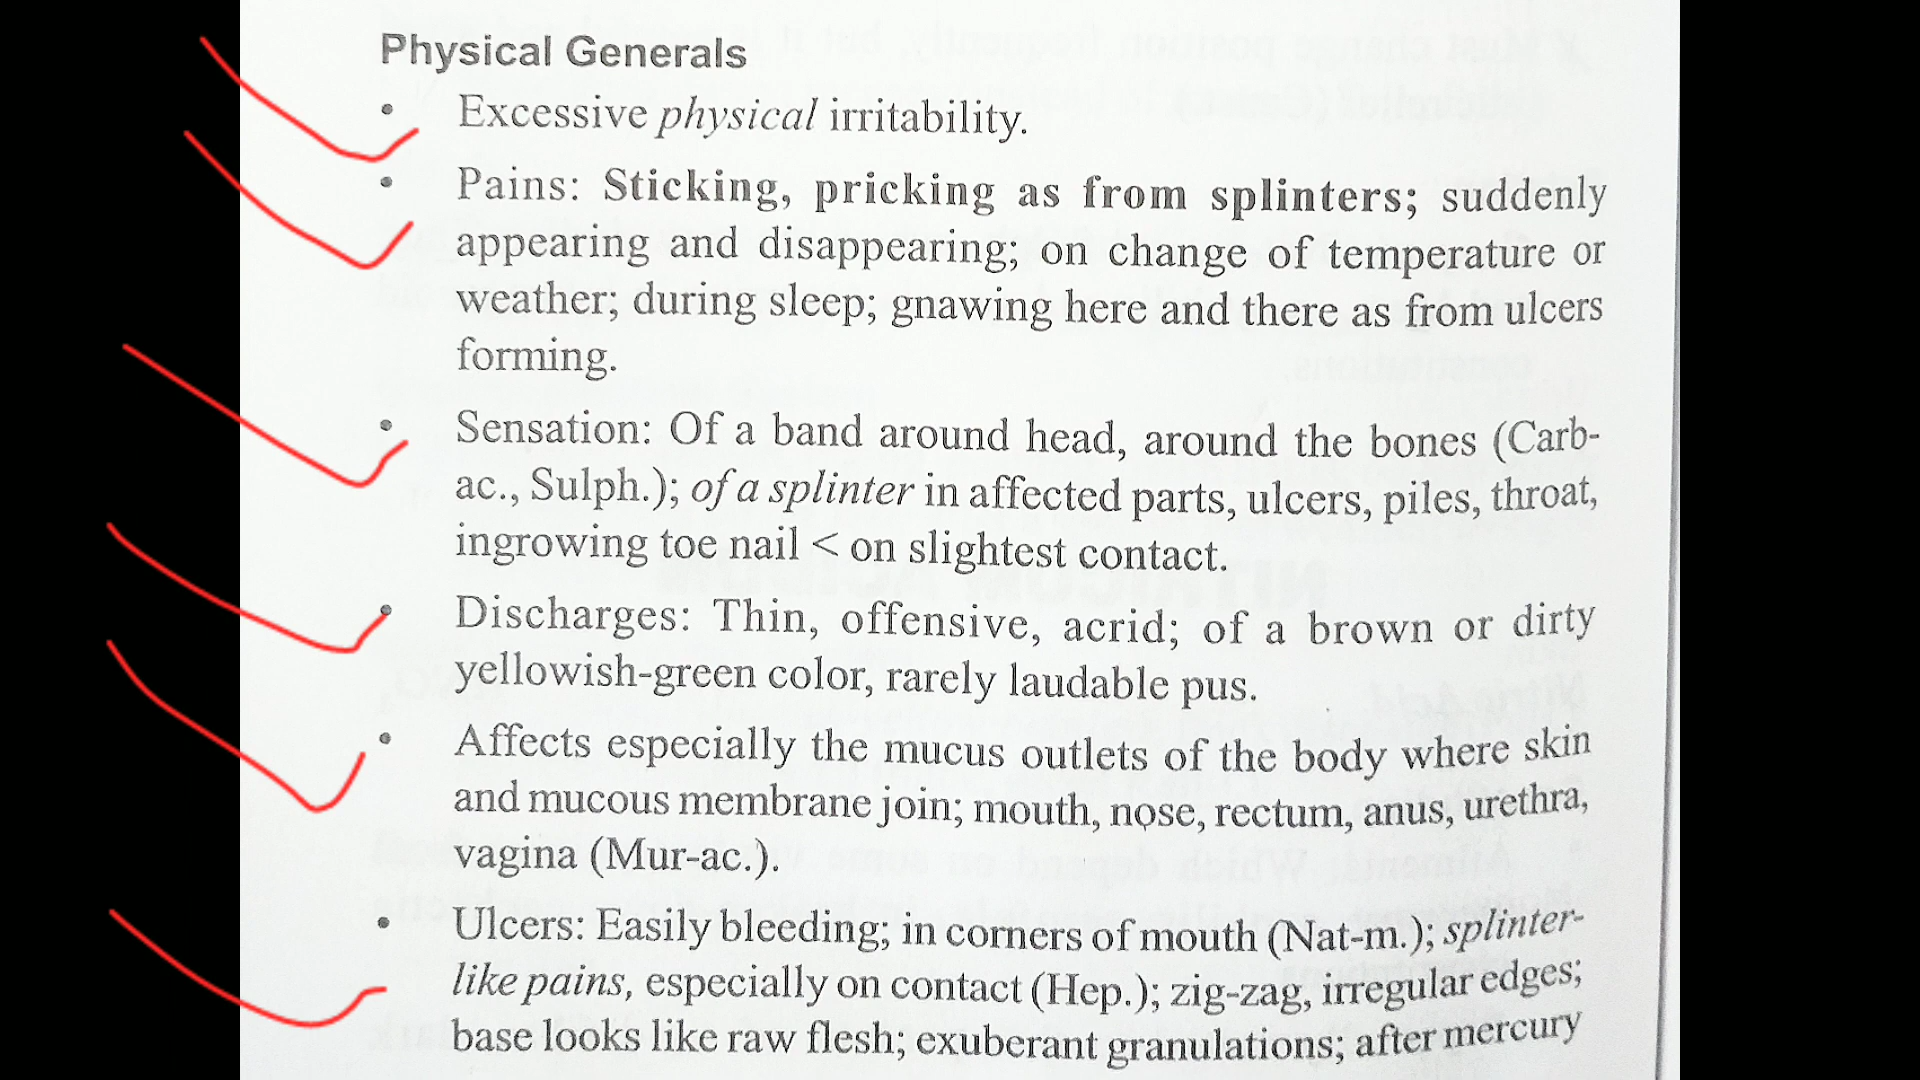 Physical Generals
• Excessive physical irritability.
• Pains: Sticking, pricking as from splinters; suddenly
appearing and disappearing; on change of temperature or
weather; during sleep; gnawing here and there as from ulcers
forming.
• Sensation: Of a band around head, around the bones (Carb-
ac., Sulph.); of a splinter in affected parts, ulcers, piles, throat,
ingrowing toe nail < on slightest contact.
• Discharges: Thin, offensive, acrid; of a brown or dirty
yellowish-green color, rarely laudable pus.
• Affects especially the mucus outlets of the body where skin
and mucous membrane join; mouth, nose, rectum, anus, urethra,
vagina (Mur-ac.).
• Ulcers: Easily bleeding; in corners of mouth (Nat-m.); splinter-
like pains, especially on contact (Hep.); zig-zag, irregular edges;
base looks like raw flesh; exuberant granulations; after mercury